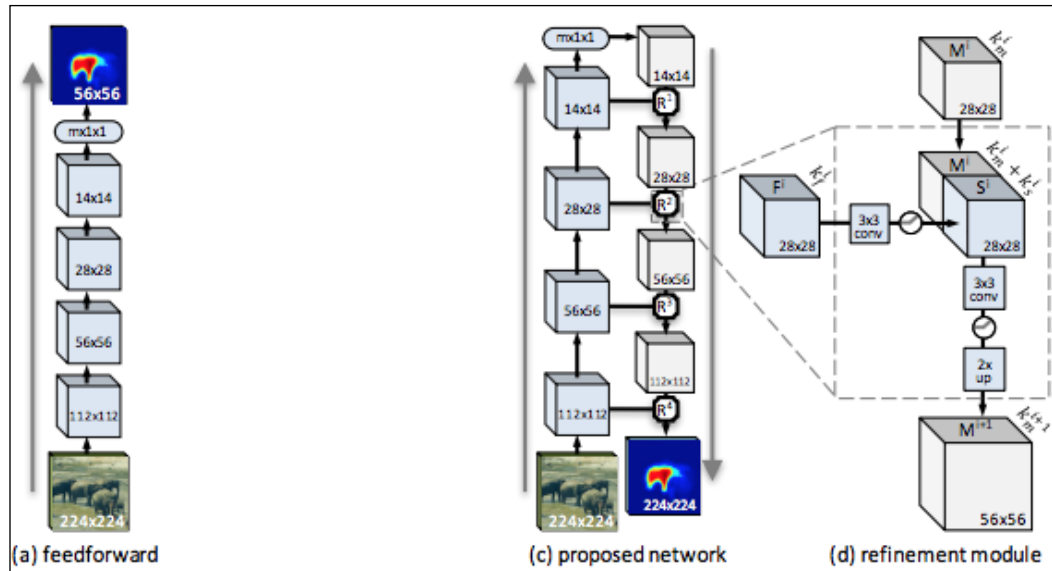 56x56
mx1x1
14x14
28x28
56x56
112x112
224x224
(a) feedforward
mx1x1
14x14
14x14
R¹
28x28
28x28
R²
56x56
56x56
R³
112x112
112x112
R⁴
224x224
224x224
(c) proposed network
Mⁱ
kⁱₘ
28x28
Fⁱ
kⁱf
28x28
3x3
conv
Mⁱ
kⁱₘ + kⁱₛ
Sⁱ
28x28
3x3
conv
2x
up
Mⁱ⁺¹
kⁱ⁺¹ₘ
56x56
(d) refinement module